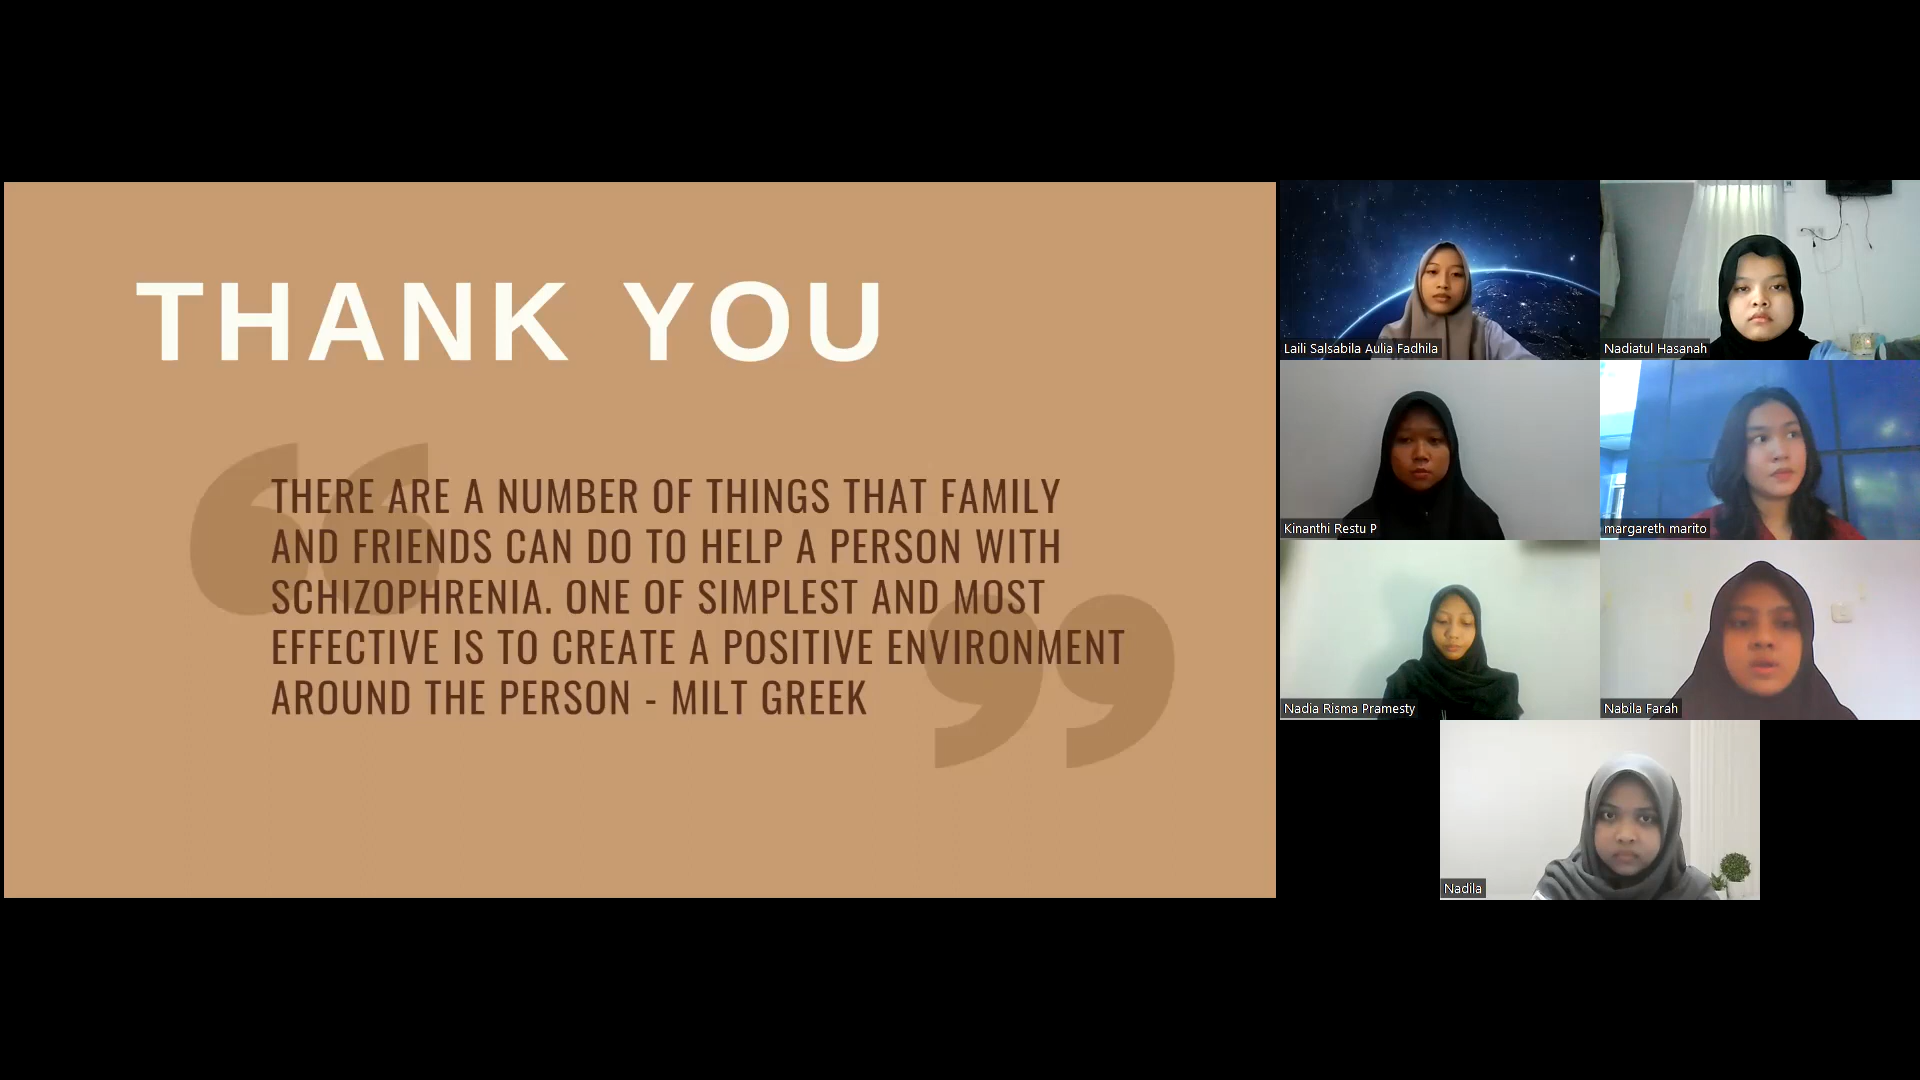 THANK YOU
THERE ARE A NUMBER OF THINGS THAT FAMILY
AND FRIENDS CAN DO TO HELP A PERSON WITH
SCHIZOPHRENIA. ONE OF SIMPLEST AND MOST
EFFECTIVE IS TO CREATE A POSITIVE ENVIRONMENT
AROUND THE PERSON - MILT GREEK
Laili Salsabila Aulia Fadhila
Nadiatul Hasanah
Kinanthi Restu P
margareth marito
Nadia Risma Pramesty
Nabila Farah
Nadila